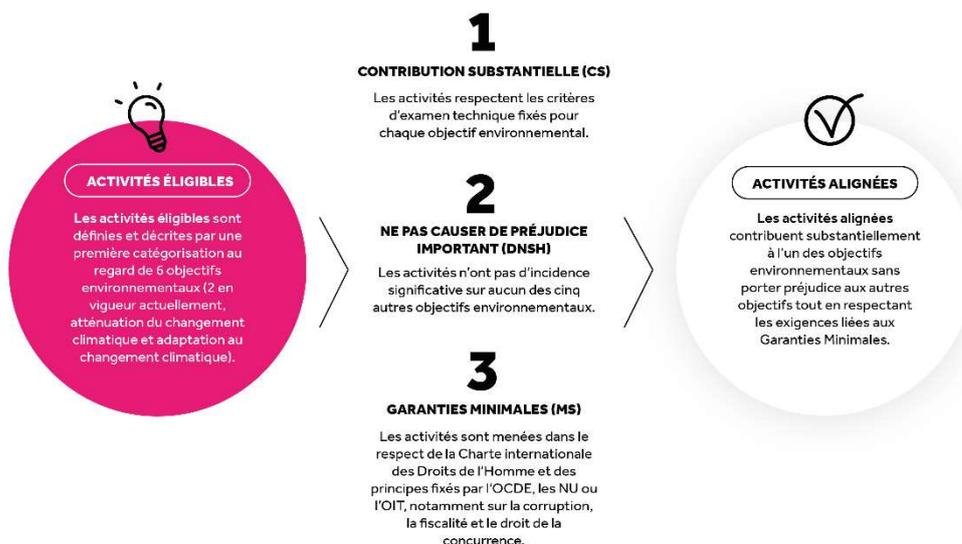 ACTIVITÉS ÉLIGIBLES
Les activités éligibles sont
définies et décrites par une
première catégorisation au
regard de 6 objectifs
environnementaux (2 en
vigueur actuellement,
atténuation du changement
climatique et adaptation au
changement climatique).
1
CONTRIBUTION SUBSTANTIELLE (CS)
Les activités respectent les critères
d'examen technique fixés pour
chaque objectif environnemental.
2
NE PAS CAUSER DE PRÉJUDICE
IMPORTANT (DNSH)
Les activités n'ont pas d'incidence
significative sur aucun des cinq
autres objectifs environnementaux.
3
GARANTIES MINIMALES (MS)
Les activités sont menées dans le
respect de la Charte internationale
des Droits de l'Homme et des
principes fixés par l'OCDE, les NU ou
l'OIT, notamment sur la corruption,
la fiscalité et le droit de la
concurrence.
ACTIVITÉS ALIGNÉES
Les activités alignées
contribuent substantiellement
à l'un des objectifs
environnementaux sans
porter préjudice aux autres
objectifs tout en respectant
les exigences liées aux
Garanties Minimales.